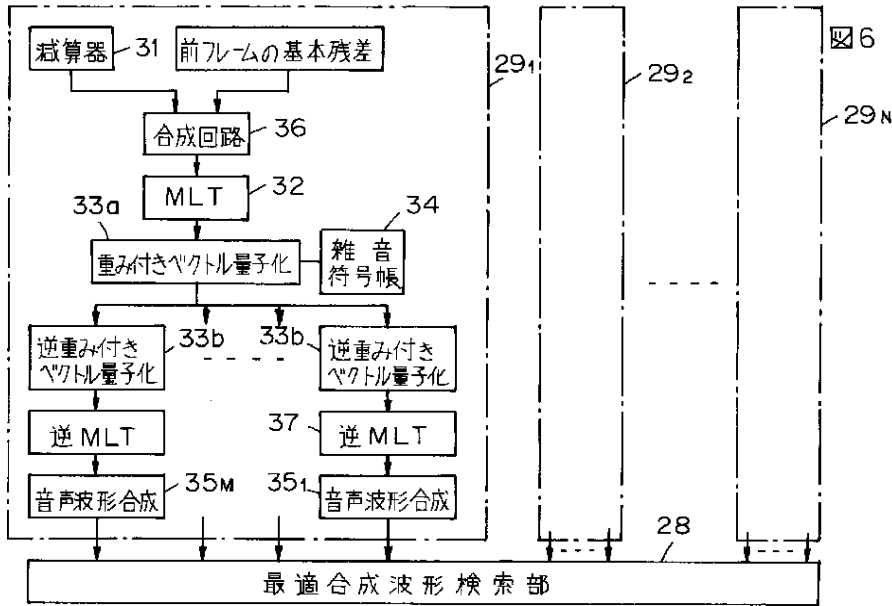 図6
減算器
31
前フレームの基本残差
29₁
29₂
29N
合成回路
36
MLT
32
33a
34
重み付きベクトル量子化
雑音
符号帳
逆重み付き
ベクトル量子化
33b
33b
逆重み付き
ベクトル量子化
逆MLT
37
逆MLT
音声波形合成
35M
35₁
音声波形合成
28
最適合成波形検索部